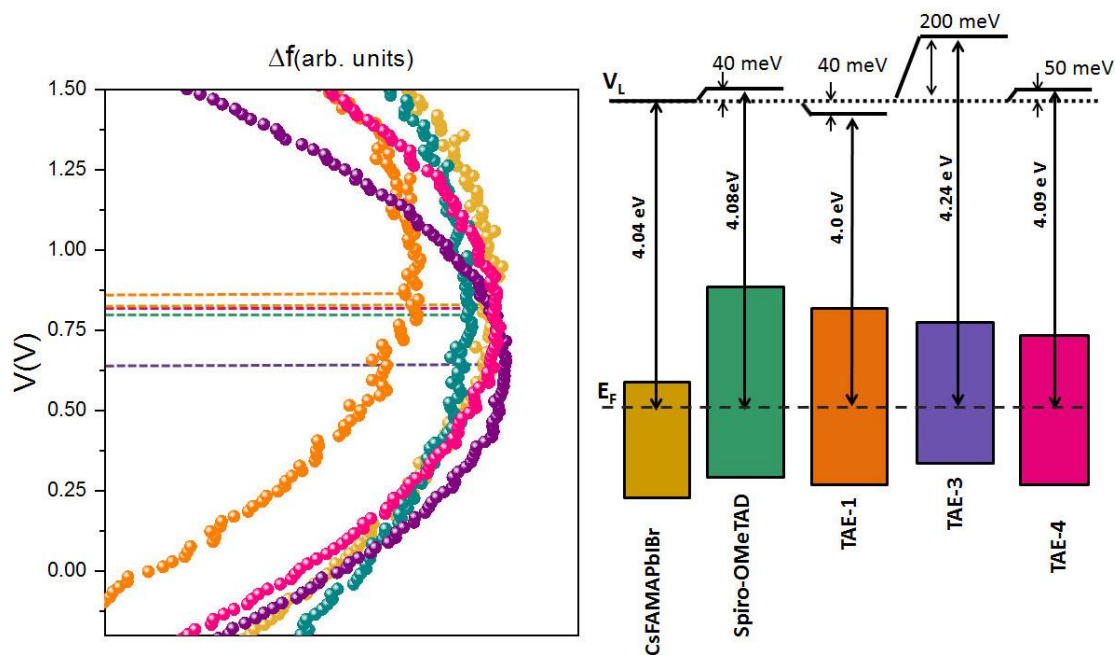 Δf(arb. units)
1.50
1.25
1.00
0.75
0.50
0.25
0.00
V(V)
200 meV
40 meV
40 meV
50 meV
VL
4.04 eV
4.08eV
4.0 eV
4.24 e V
4.09 e V
EF
CsFAMAPbIBr
Spiro-OMeTAD
TAE-1
TAE-3
TAE-4